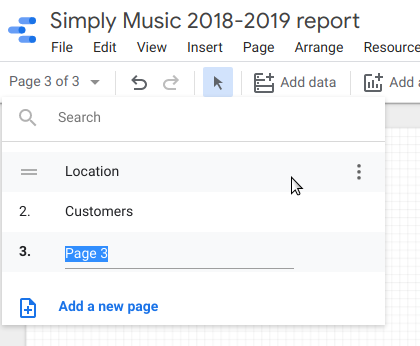 Simply Music 2018-2019 report
File Edit View Insert Page Arrange Resource
Page 3 of 3 Add data Add a
Search
Location
2. Customers
3. Page 3
Add a new page